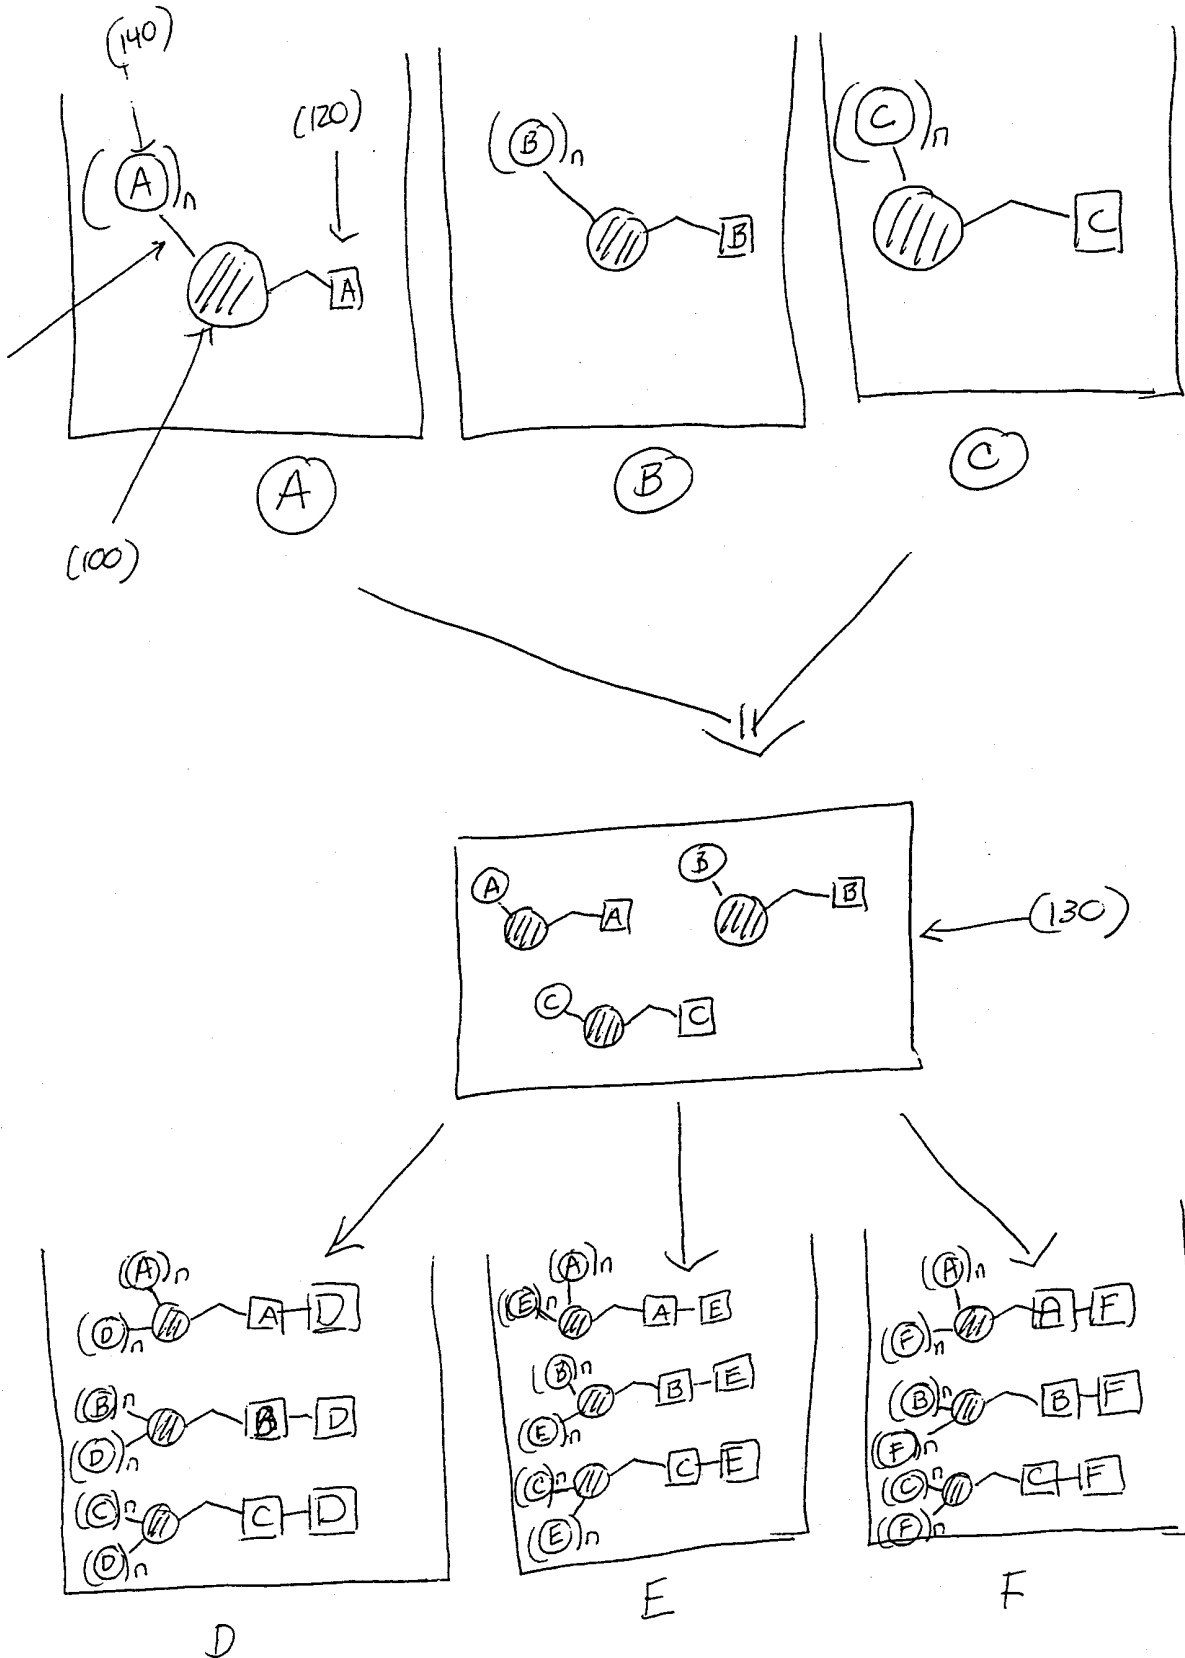 (140)
(120)
(A)n
A
(B)n
B
(C)n
C
A
B
C
(100)
A
A
B
B
C
C
(130)
(A)n
(D)n
A D
(B)n
(D)n
B D
(C)n
(D)n
C D
(A)n
(E)n
A E
(B)n
(E)n
B E
(C)n
(E)n
C E
(A)n
(F)n
A F
(B)n
(F)n
B F
(C)n
(F)n
C F
D
E
F